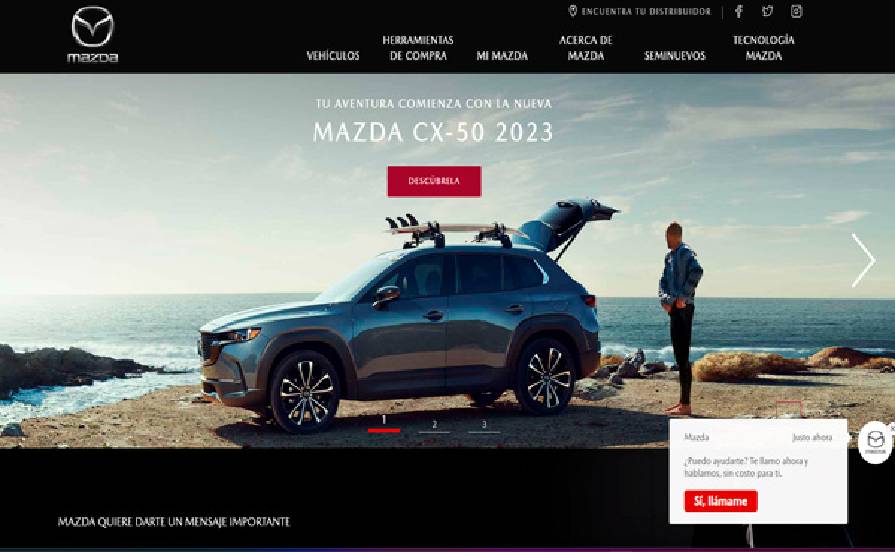 ENCUENTRA TU DISTRIBUIDOR
mazda
VEHÍCULOS
HERRAMIENTAS
DE COMPRA
MI MAZDA
ACERCA DE
MAZDA
SEMINUEVOS
TECNOLOGÍA
MAZDA
TU AVENTURA COMIENZA CON LA NUEVA
MAZDA CX-50 2023
DESCÚBRELA
1 2 3
Mazda Justo ahora
¿Puedo ayudarte? Te llamo ahora y
hablamos, sin costo para ti.
Sí, llámame
MAZDA QUIERE DARTE UN MENSAJE IMPORTANTE